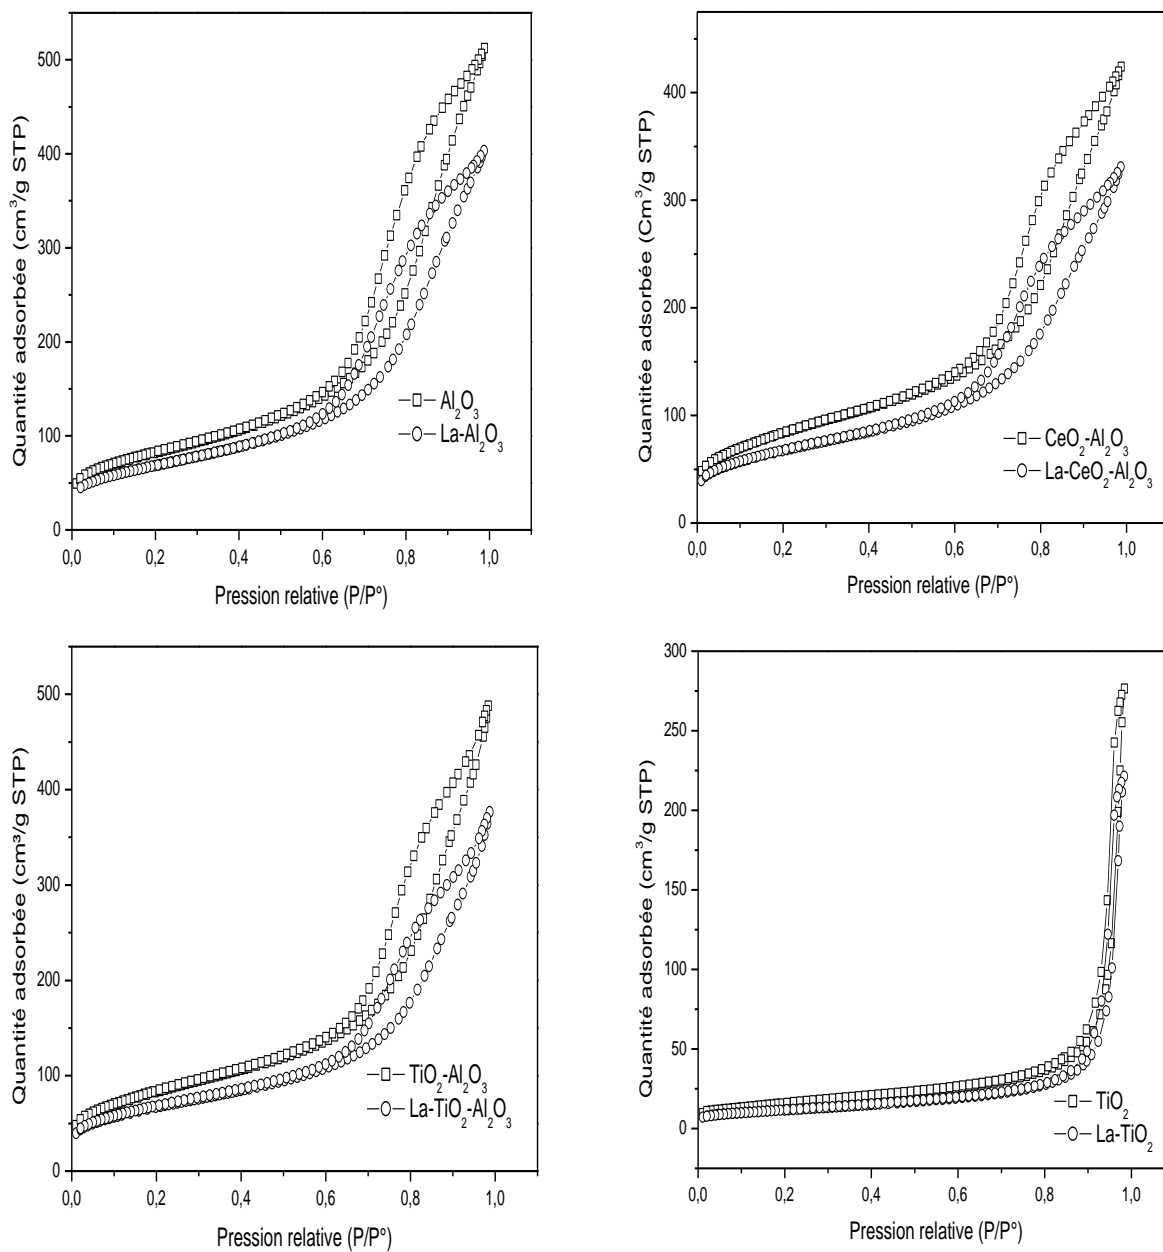 Quantité adsorbée (cm³/g STP)
500
400
300
200
100
0
Al₂O₃
La-Al₂O₃
0,0 0,2 0,4 0,6 0,8 1,0
Pression relative (P/P°)
Quantitée adsorbée (Cm³/g STP)
400
300
200
100
0
CeO₂-Al₂O₃
La-CeO₂-Al₂O₃
0,0 0,2 0,4 0,6 0,8 1,0
Pression relative (P/P°)
Quantité adsorbée (cm³/g STP)
500
400
300
200
100
0
TiO₂-Al₂O₃
La-TiO₂-Al₂O₃
0,0 0,2 0,4 0,6 0,8 1,0
Pression relative (P/P°)
Quantité adsorbée (cm³/g STP)
300
250
200
150
100
50
0
TiO₂
La-TiO₂
0,0 0,2 0,4 0,6 0,8 1,0
Pression relative (P/P°)